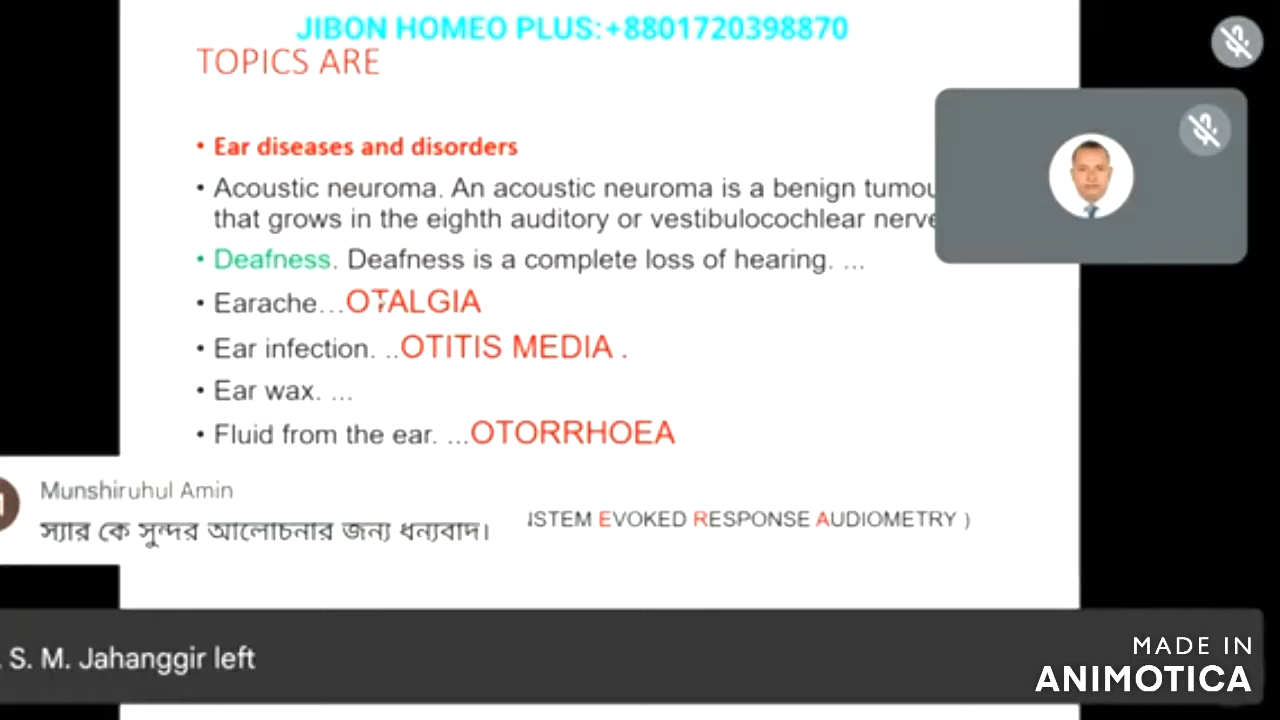 JIBON HOMEO PLUS:+8801720398870
TOPICS ARE
• Ear diseases and disorders
• Acoustic neuroma. An acoustic neuroma is a benign tumou
that grows in the eighth auditory or vestibulocochlear nerve
• Deafness. Deafness is a complete loss of hearing. ...
• Earache...OTALGIA
• Ear infection. ..OTITIS MEDIA .
• Ear wax. ...
• Fluid from the ear. ...OTORRHOEA
Munshiruhul Amin
স্যার কে সুন্দর আলোচনার জন্য ধন্যবাদ।
STEM EVOKED RESPONSE AUDIOMETRY )
. S. M. Jahanggir left
MADE IN
ANIMOTICA